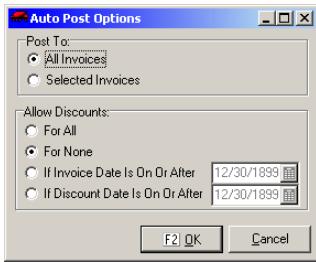 Auto Post Options
Post To:
All Invoices
Selected Invoices
Allow Discounts:
For All
For None
If Invoice Date Is On Or After 12/30/1899
If Discount Date Is On Or After 12/30/1899
F2 OK Cancel